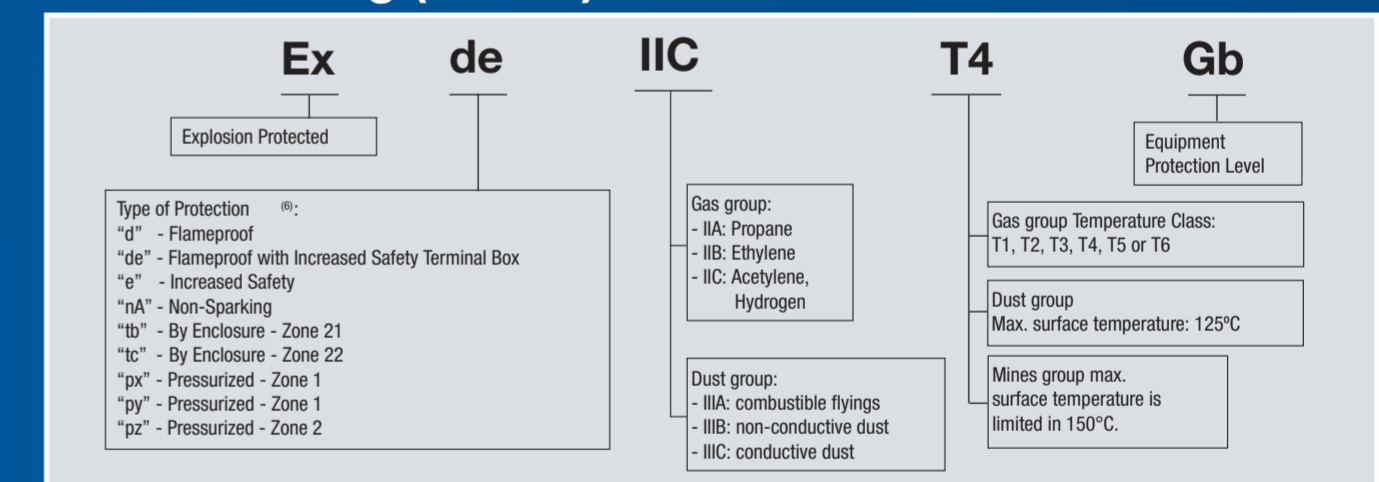 Ex de IIC T4 Gb
Explosion Protected
Equipment
Protection Level
Type of Protection (6):
“d” - Flameproof
“de” - Flameproof with Increased Safety Terminal Box
“e” - Increased Safety
“nA” - Non-Sparking
“tb” - By Enclosure - Zone 21
“tc” - By Enclosure - Zone 22
“px” - Pressurized - Zone 1
“py” - Pressurized - Zone 1
“pz” - Pressurized - Zone 2
Gas group:
- IIA: Propane
- IIB: Ethylene
- IIC: Acetylene,
Hydrogen
Dust group:
- IIIA: combustible flyings
- IIIB: non-conductive dust
- IIIC: conductive dust
Gas group Temperature Class:
T1, T2, T3, T4, T5 or T6
Dust group
Max. surface temperature: 125ºC
Mines group max.
surface temperature is
limited in 150°C.